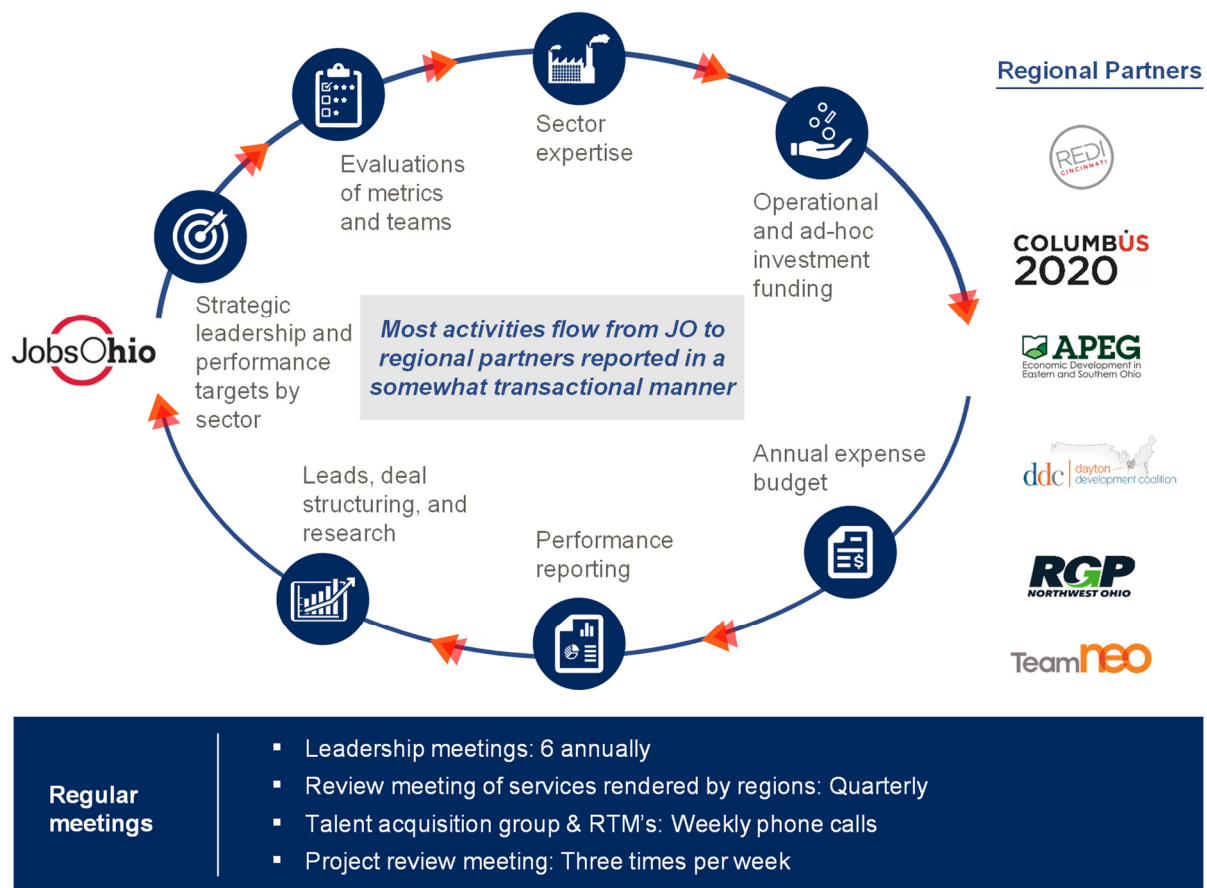 Regional Partners
Sector
expertise
Evaluations
of metrics
and teams
Operational
and ad-hoc
investment
funding
REDI
CINCINNATI
COLUMBUS
2020
Strategic
leadership and
performance
targets by
sector
JobsOhio
Most activities flow from JO to
regional partners reported in a
somewhat transactional manner
APEG
Economic Development in
Eastern and Southern Ohio
Annual expense
budget
Leads, deal
structuring, and
research
Performance
reporting
$
ddc
dayton
development coalition
RGP
NORTHWEST OHIO
Teamneo
Regular
meetings
▪ Leadership meetings: 6 annually
▪ Review meeting of services rendered by regions: Quarterly
▪ Talent acquisition group & RTM's: Weekly phone calls
▪ Project review meeting: Three times per week